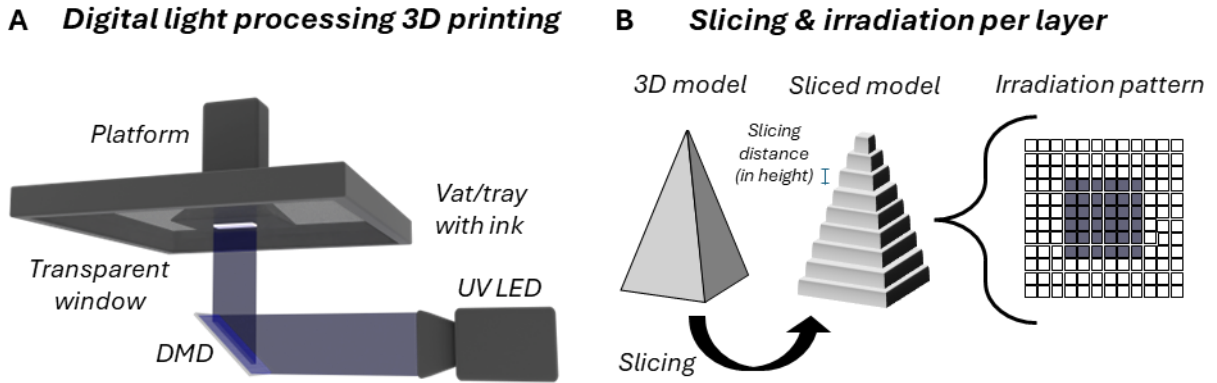 A Digital light processing 3D printing
Platform
Vat/tray
with ink
Transparent
window
UV LED
DMD
B Slicing & irradiation per layer
3D model
Sliced model
Irradiation pattern
Slicing
distance
(in height)
Slicing